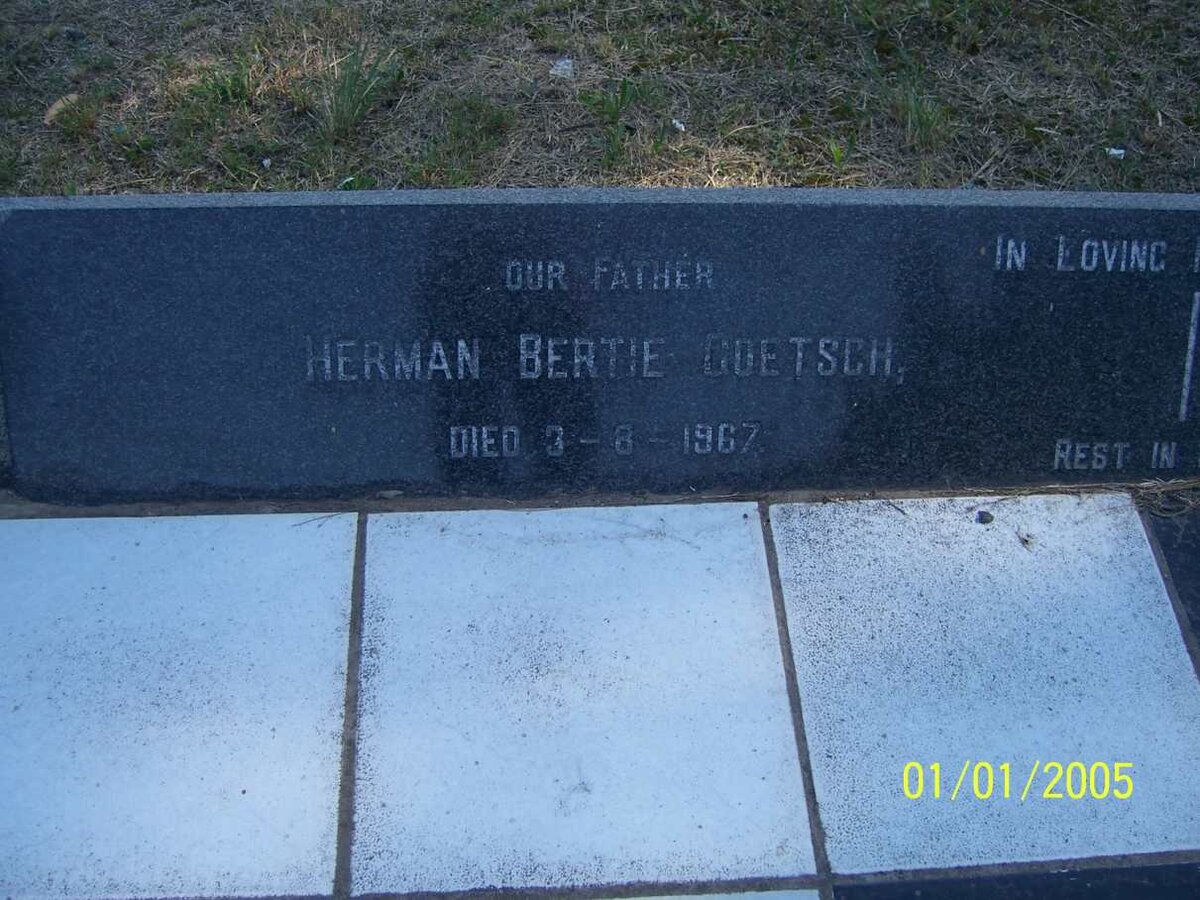 OUR FATHER
HERMAN BERTIE GOETSCH,
DIED 3-8-1967.
IN LOVING
REST IN
01/01/2005